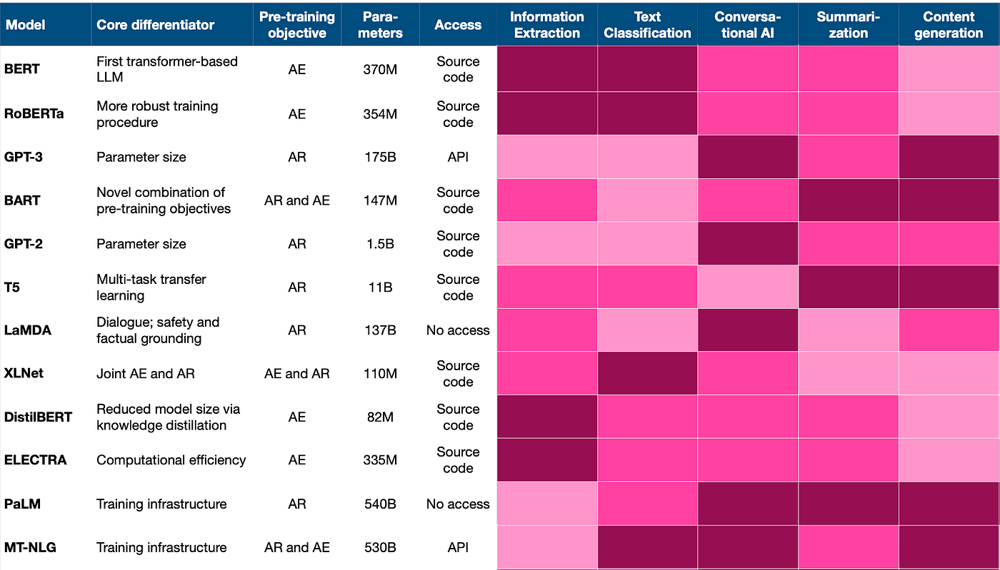 Model Core differentiator Pre-training objective Para-meters Access Information Extraction Text Classification Conversa-tional AI Summari-zation Content generation
BERT First transformer-based LLM AE 370M Source code
RoBERTa More robust training procedure AE 354M Source code
GPT-3 Parameter size AR 175B API
BART Novel combination of pre-training objectives AR and AE 147M Source code
GPT-2 Parameter size AR 1.5B Source code
T5 Multi-task transfer learning AR 11B Source code
LaMDA Dialogue; safety and factual grounding AR 137B No access
XLNet Joint AE and AR AE and AR 110M Source code
DistilBERT Reduced model size via knowledge distillation AE 82M Source code
ELECTRA Computational efficiency AE 335M Source code
PaLM Training infrastructure AR 540B No access
MT-NLG Training infrastructure AR and AE 530B API